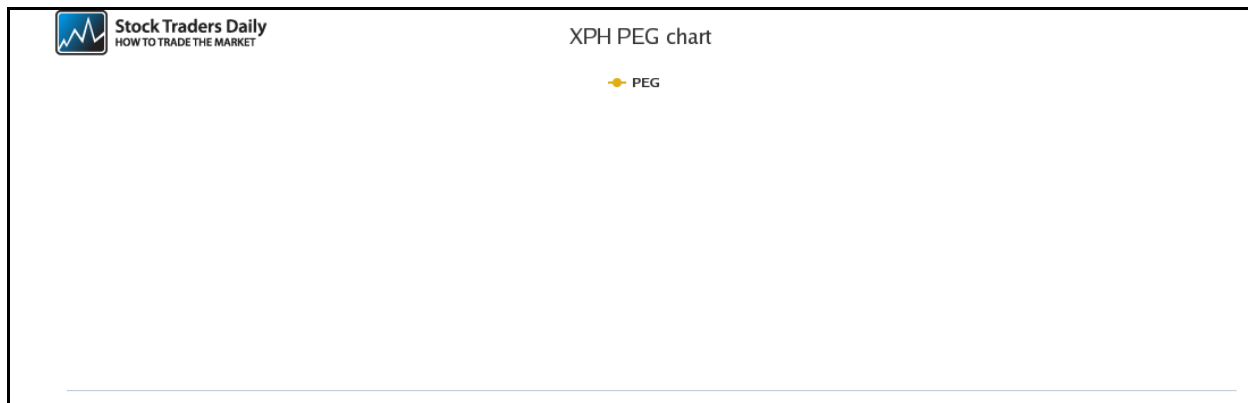 Stock Traders Daily
HOW TO TRADE THE MARKET
XPH PEG chart
PEG